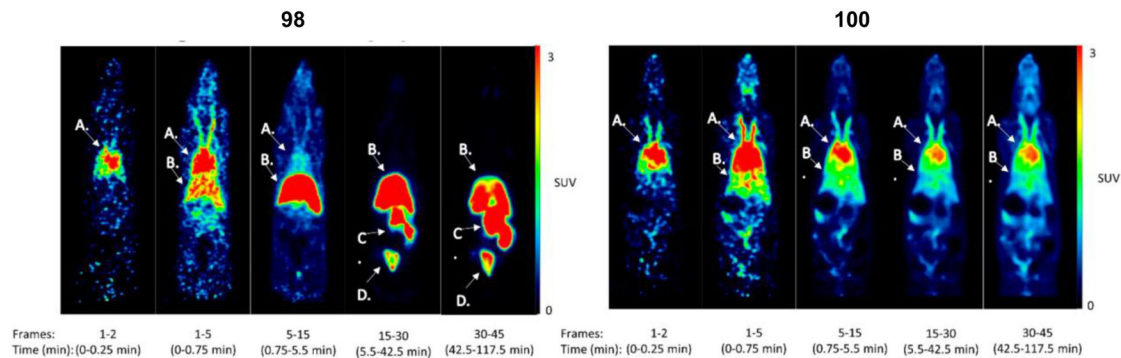 98
100
3
A.
A.
B.
A.
B.
B.
C
D.
B.
C
D.
SUV
0
Frames: 1-2 1-5 5-15 15-30 30-45
Time (min): (0-0.25 min) (0-0.75 min) (0.75-5.5 min) (5.5-42.5 min) (42.5-117.5 min)
3
A.
A.
B.
A.
B
A.
B
A.
B
SUV
0
Frames: 1-2 1-5 5-15 15-30 30-45
Time (min): (0-0.25 min) (0-0.75 min) (0.75-5.5 min) (5.5-42.5 min) (42.5-117.5 min)